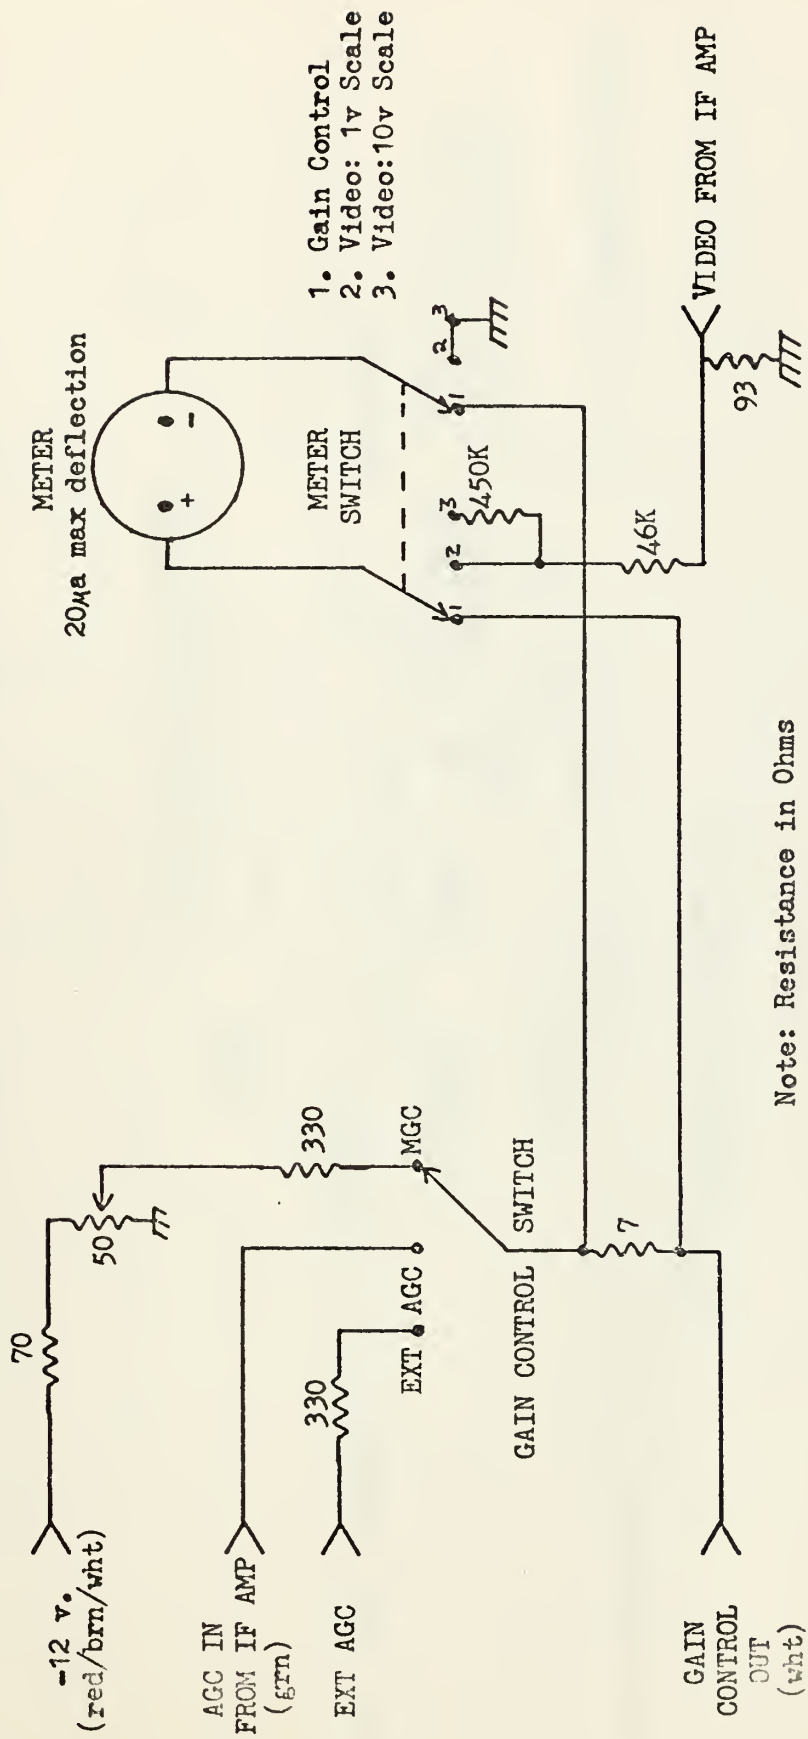 METER
20μa max deflection
+
-
METER
SWITCH
1. Gain Control
2. Video: 1v Scale
3. Video:10v Scale
1
2
3
450K
1
2
3
46K
VIDEO FROM IF AMP
93
-12 v.
(red/brn/wht)
70
50
330
MGC
AGC IN
FROM IF AMP
(grn)
AGC
EXT AGC
330
EXT
GAIN CONTROL SWITCH
7
GAIN
CONTROL
OUT
(wht)
Note: Resistance in Ohms